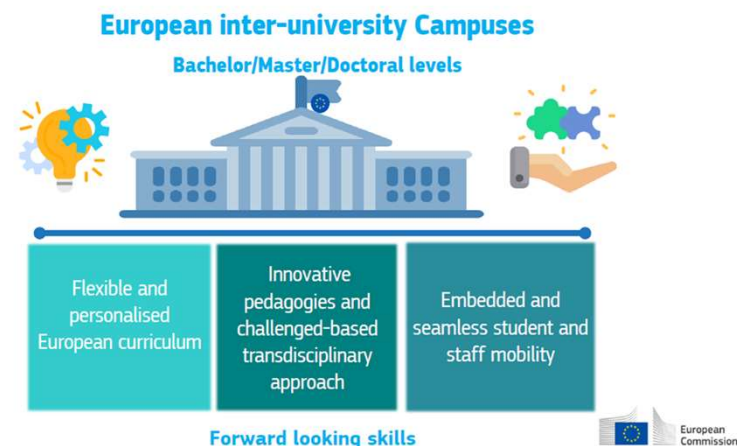 European inter-university Campuses
Bachelor/Master/Doctoral levels
Flexible and
personalised
European curriculum
Innovative
pedagogies and
challenged-based
transdisciplinary
approach
Embedded and
seamless student and
staff mobility
Forward looking skills
European
Commission